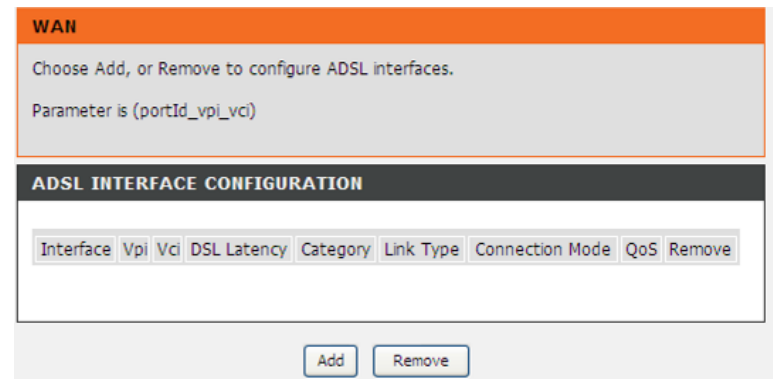 WAN
Choose Add, or Remove to configure ADSL interfaces.
Parameter is (portId_vpi_vci)
ADSL INTERFACE CONFIGURATION
Interface Vpi Vci DSL Latency Category Link Type Connection Mode QoS Remove
Add Remove